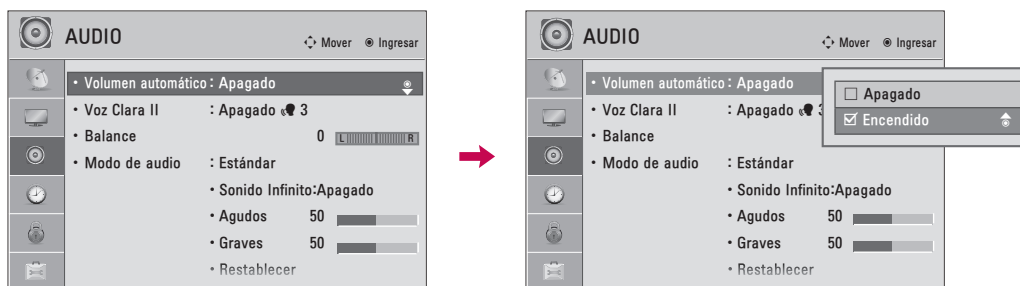 AUDIO
Mover Ingresar
• Volumen automático : Apagado
• Voz Clara II : Apagado 3
• Balance 0 L R
• Modo de audio : Estándar
• Sonido Infinito:Apagado
• Agudos 50
• Graves 50
• Restablecer
AUDIO
Mover Ingresar
• Volumen automático : Apagado
• Voz Clara II : Apagado 3
• Balance
• Modo de audio : Estándar
• Sonido Infinito:Apagado
• Agudos 50
• Graves 50
• Restablecer
Apagado
Encendido